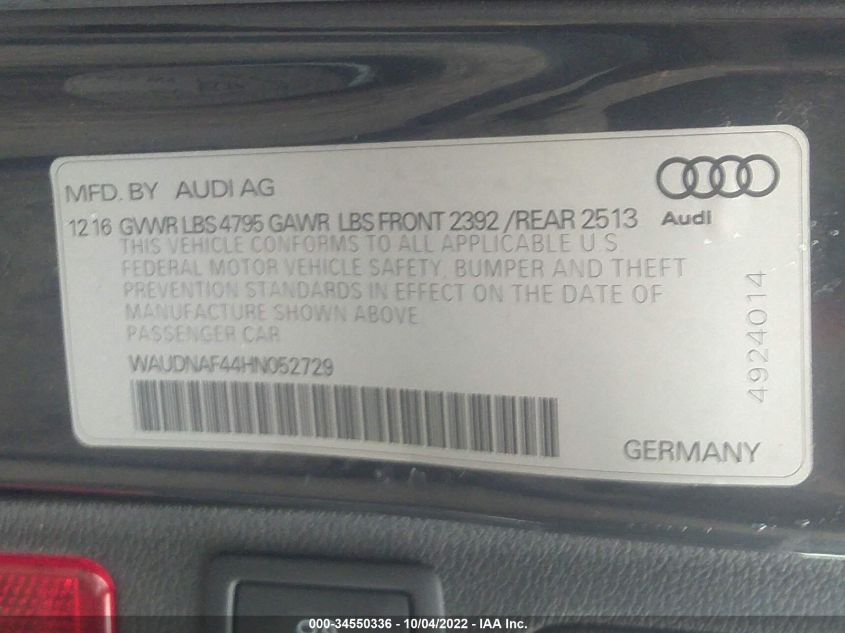 MFD. BY AUDI AG
Audi
12 16 GVWR LBS 4795 GAWR LBS FRONT 2392 / REAR 2513
THIS VEHICLE CONFORMS TO ALL APPLICABLE U.S.
FEDERAL MOTOR VEHICLE SAFETY, BUMPER AND THEFT
PREVENTION STANDARDS IN EFFECT ON THE DATE OF
MANUFACTURE SHOWN ABOVE
PASSENGER CAR
WAUDNAF44HN052729
4924014
GERMANY
000-34550336 - 10/04/2022 - IAA Inc.